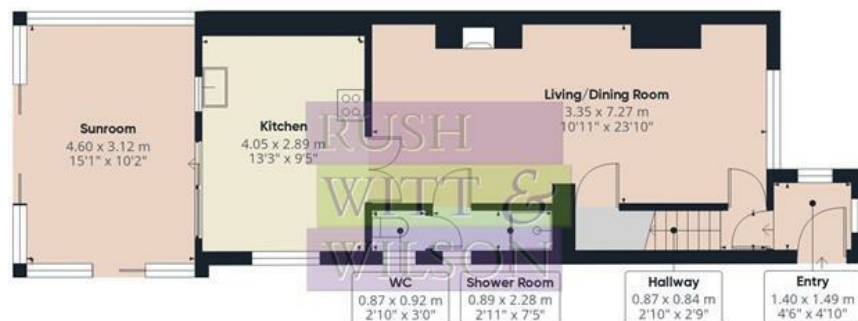 Sunroom
4.60 x 3.12 m
15'1" x 10'2"
Kitchen
4.05 x 2.89 m
13'3" x 9'5"
Living/Dining Room
3.35 x 7.27 m
10'11" x 23'10"
RUSH
WITT &
WILSON
WC
0.87 x 0.92 m
2'10" x 3'0"
Shower Room
0.89 x 2.28 m
2'11" x 7'5"
Hallway
0.87 x 0.84 m
2'10" x 2'9"
Entry
1.40 x 1.49 m
4'6" x 4'10"